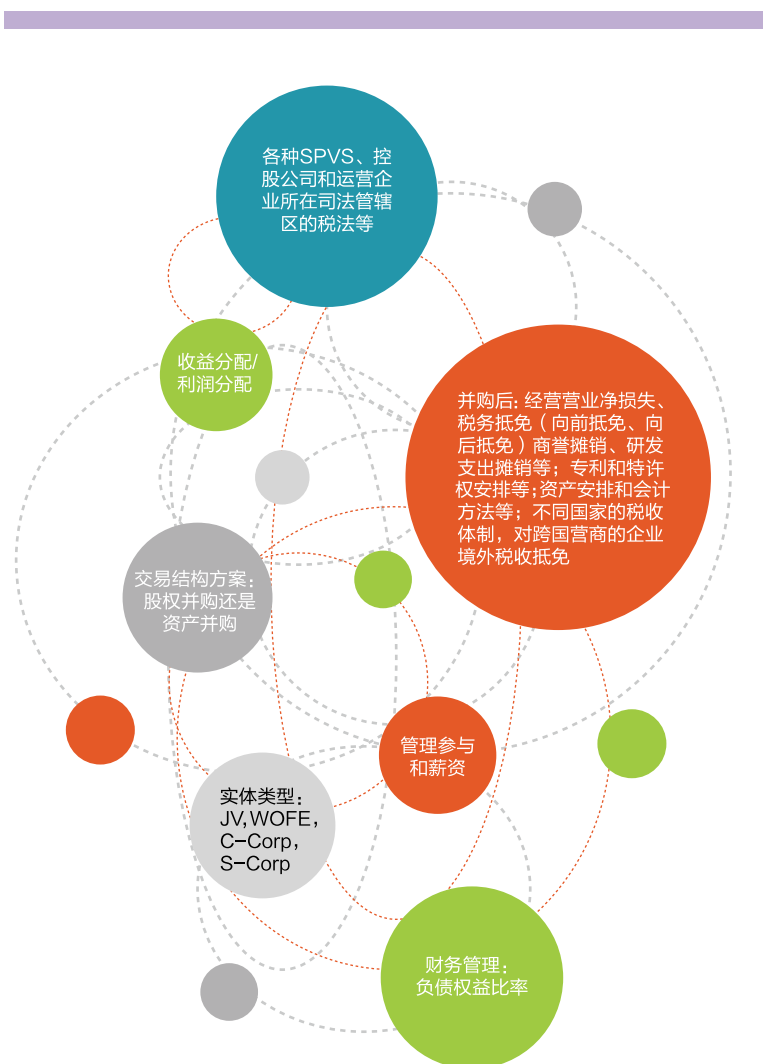 各种SPVS、控
股公司和运营企
业所在司法管辖
区的税法等
收益分配/
利润分配
并购后：经营营业净损失、
税务抵免（向前抵免、向
后抵免）商誉摊销、研发
支出摊销等；专利和特许
权安排等；资产安排和会计
方法等；不同国家的税收
体制，对跨国营商的企业
境外税收抵免
交易结构方案：
股权并购还是
资产并购
管理参与
和薪资
实体类型：
JV,WOFE，
C-Corp，
S-Corp
财务管理：
负债权益比率